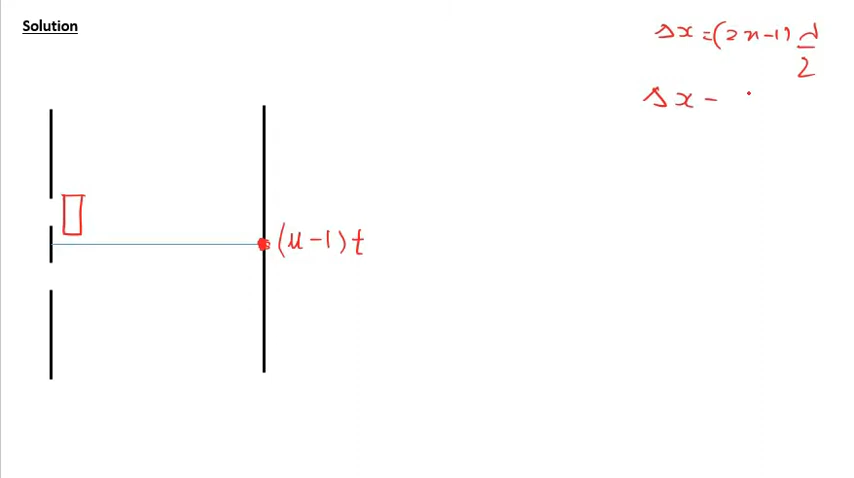 Solution
Δx = (2n-1) λ/2
Δx -
(μ-1)t